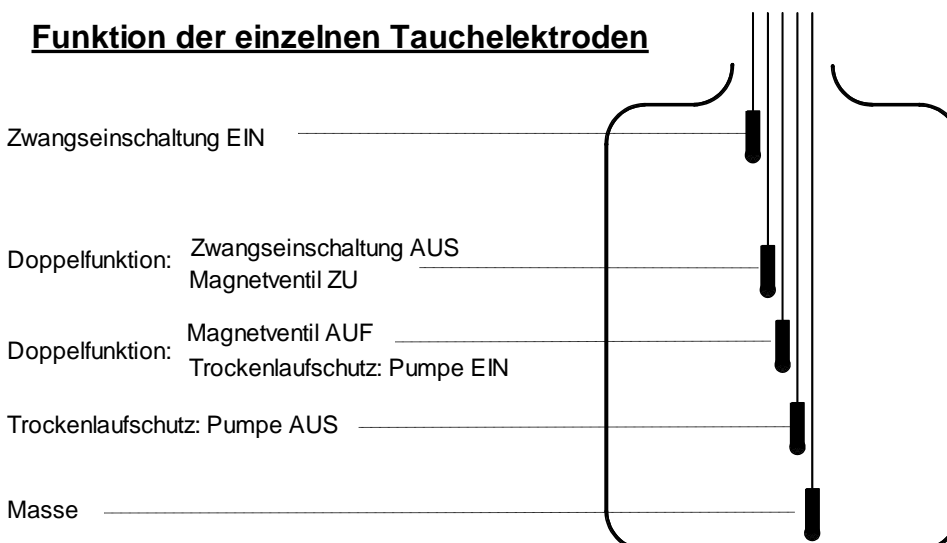 Funktion der einzelnen Tauchelektroden
Zwangseinschaltung EIN
Doppelfunktion: Zwangseinschaltung AUS
Magnetventil ZU
Doppelfunktion: Magnetventil AUF
Trockenlaufschutz: Pumpe EIN
Trockenlaufschutz: Pumpe AUS
Masse